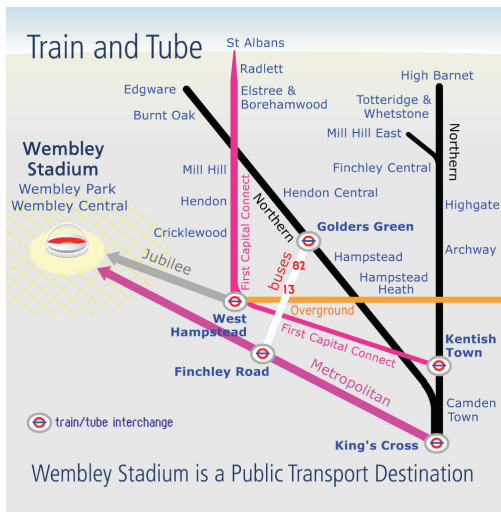 Train and Tube
St Albans
Radlett
Elstree &
Borehamwood
High Barnet
Edgware
Burnt Oak
Totteridge &
Whetstone
Mill Hill East
Northern
Wembley
Stadium
Wembley Park
Wembley Central
Mill Hill
Hendon
Cricklewood
First Capital Connect
Northern
Hendon Central
Finchley Central
Highgate
Golders Green
Archway
Hampstead
Hampstead
Heath
Jubilee
buses
82
13
Overground
West
Hampstead
First Capital Connect
Kentish
Town
Finchley Road
Metropolitan
Camden
Town
train/tube interchange
King's Cross
Wembley Stadium is a Public Transport Destination